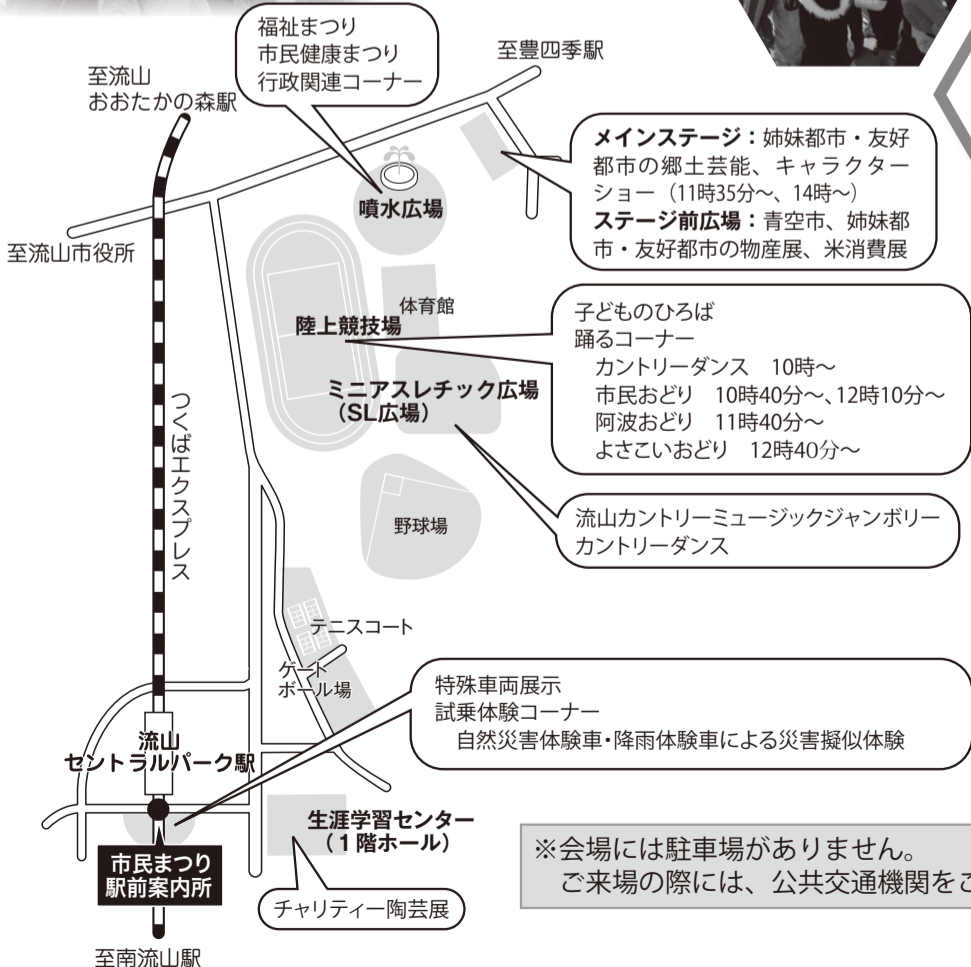 福祉まつり
市民健康まつり
行政関連コーナー
至豊四季駅
至流山
おおたかの森駅
メインステージ：姉妹都市・友好
都市の郷土芸能、キャラクター
ショー（11時35分～、14時～）
ステージ前広場：青空市、姉妹都
市・友好都市の物産展、米消費展
噴水広場
至流山市役所
体育館
陸上競技場
子どものひろば
踊るコーナー
カントリーダンス　10時～
市民おどり　10時40分～、12時10分～
阿波おどり　11時40分～
よさこいおどり　12時40分～
ミニアスレチック広場
（SL広場）
つくばエクスプレス
野球場
流山カントリーミュージックジャンボリー
カントリーダンス
テニスコート
ゲート
ボール場
特殊車両展示
試乗体験コーナー
自然災害体験車・降雨体験車による災害擬似体験
流山
セントラルパーク駅
生涯学習センター
（1階ホール）
市民まつり
駅前案内所
チャリティー陶芸展
※会場には駐車場がありません。
ご来場の際には、公共交通機関をご
至南流山駅